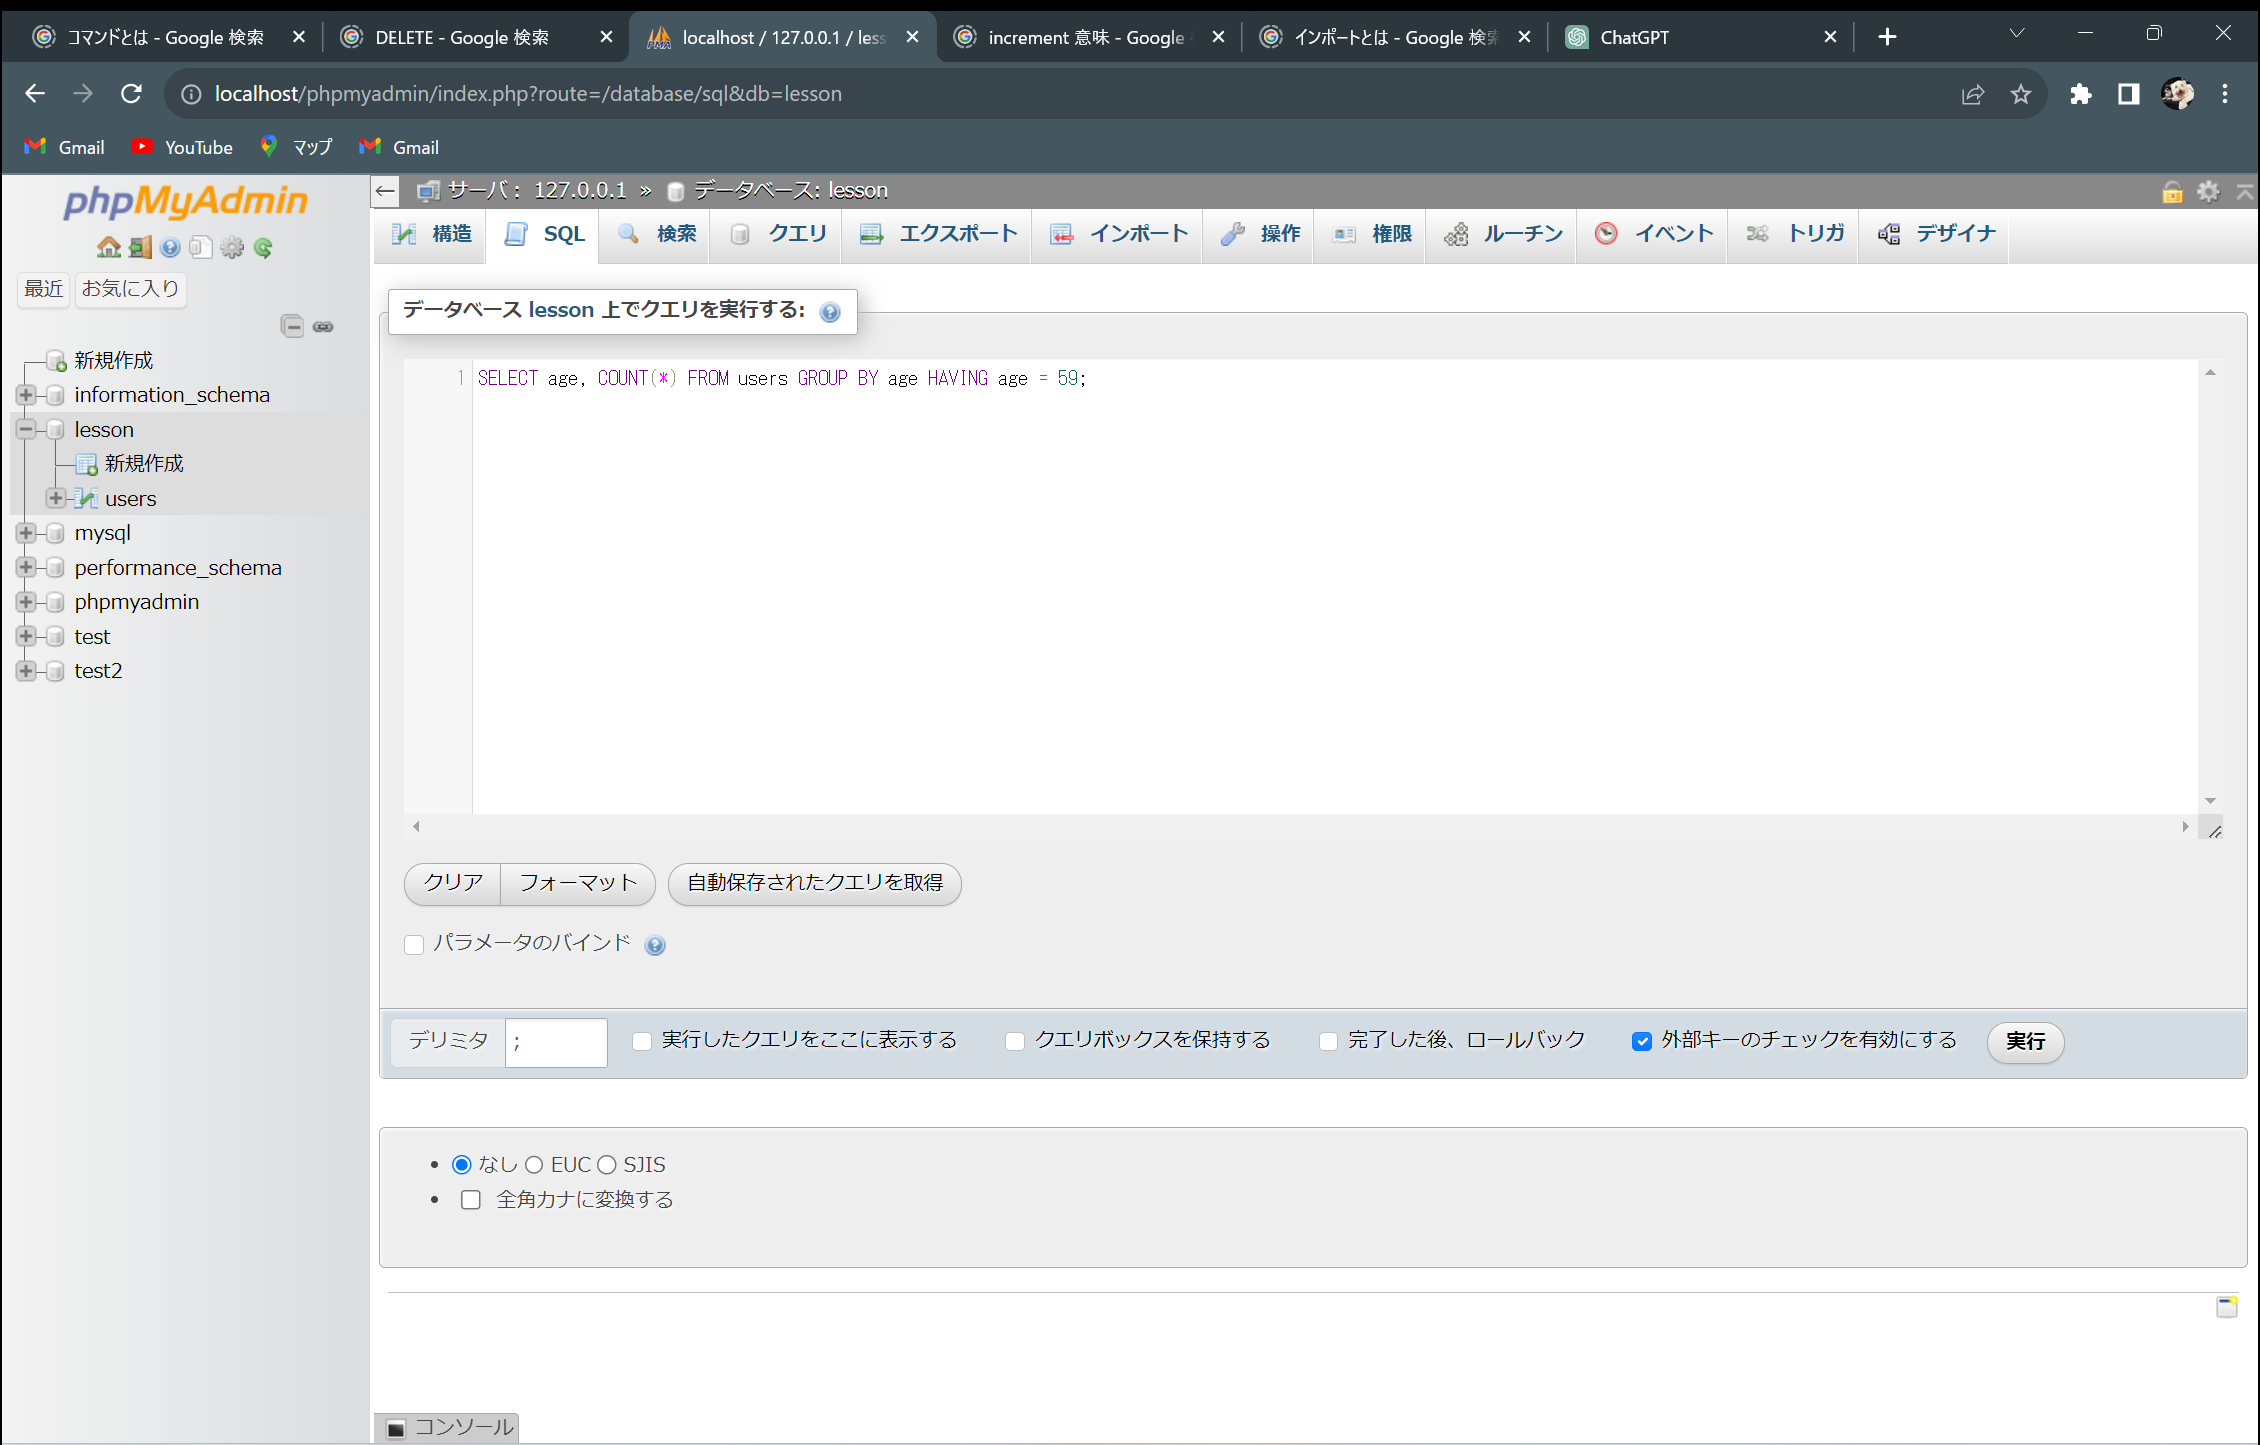 コマンドとは - Google 検索
DELETE - Google 検索
localhost / 127.0.0.1 / less
increment 意味 - Google
インポートとは - Google 検索
ChatGPT
localhost/phpmyadmin/index.php?route=/database/sql&db=lesson
Gmail
YouTube
マップ
Gmail
phpMyAdmin
最近
お気に入り
新規作成
information_schema
lesson
新規作成
users
mysql
performance_schema
phpmyadmin
test
test2
サーバ: 127.0.0.1 » データベース: lesson
構造
SQL
検索
クエリ
エクスポート
インポート
操作
権限
ルーチン
イベント
トリガ
デザイナ
データベース lesson 上でクエリを実行する:
1 SELECT age, COUNT(*) FROM users GROUP BY age HAVING age = 59;
クリア
フォーマット
自動保存されたクエリを取得
パラメータのバインド
デリミタ ;
実行したクエリをここに表示する
クエリボックスを保持する
完了した後、ロールバック
外部キーのチェックを有効にする
実行
なし EUC SJIS
全角カナに変換する
コンソール